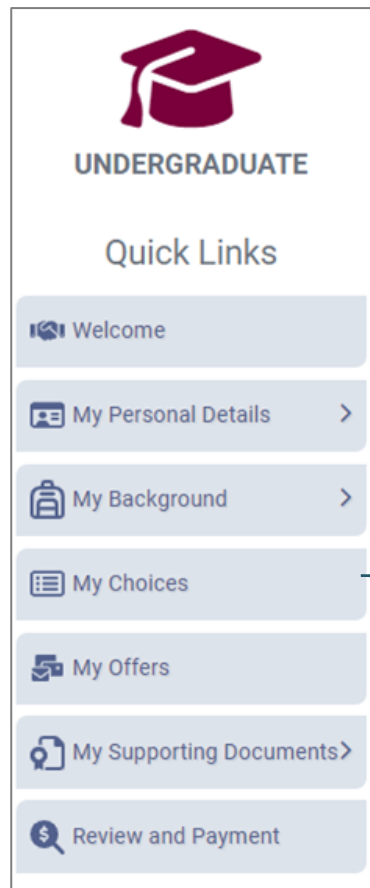 UNDERGRADUATE
Quick Links
Welcome
My Personal Details
My Background
My Choices
My Offers
My Supporting Documents
Review and Payment